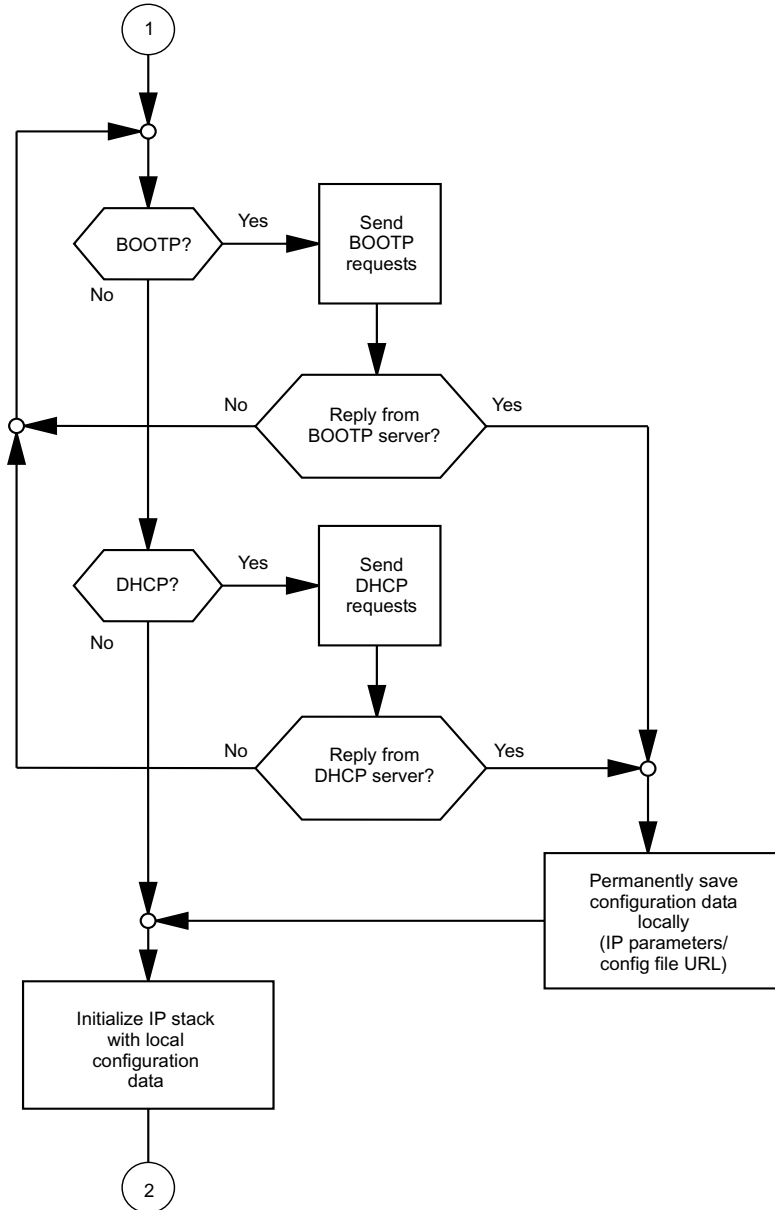 1
BOOTP?
Yes
No
Send
BOOTP
requests
No
Reply from
BOOTP server?
Yes
DHCP?
Yes
No
Send
DHCP
requests
No
Reply from
DHCP server?
Yes
Permanently save
configuration data
locally
(IP parameters/
config file URL)
Initialize IP stack
with local
configuration
data
2